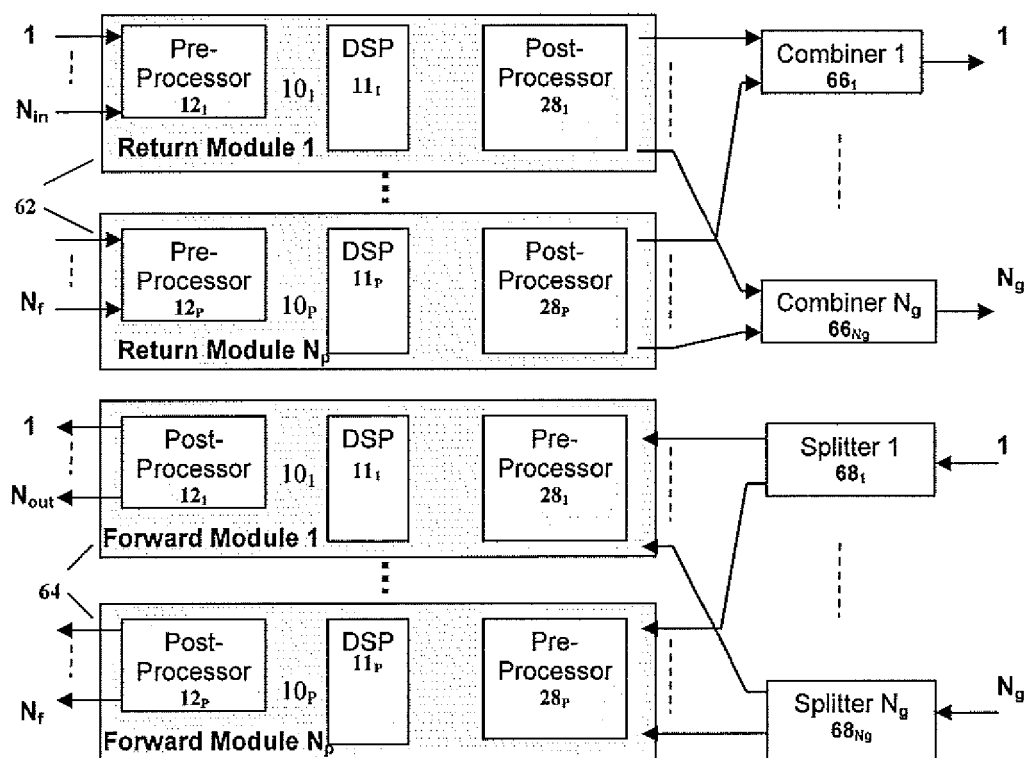 1
N_in
Pre-
Processor
12₁
10₁
DSP
11₁
Post-
Processor
28₁
Return Module 1
Combiner 1
66₁
1
62
N_f
Pre-
Processor
12_P
10_P
DSP
11_P
Post-
Processor
28_P
Return Module N_p
Combiner N_g
66_Ng
N_g
1
N_out
Post-
Processor
12₁
10₁
DSP
11₁
Pre-
Processor
28₁
Forward Module 1
Splitter 1
68₁
1
64
N_f
Post-
Processor
12_P
10_P
DSP
11_P
Pre-
Processor
28_P
Forward Module N_p
Splitter N_g
68_Ng
N_g